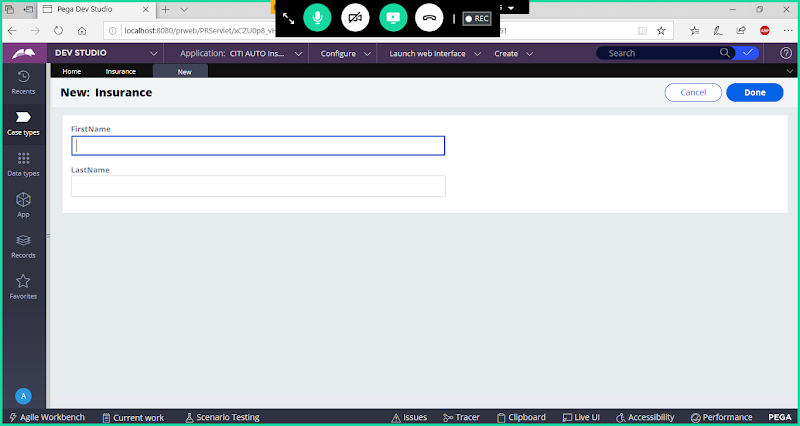 Pega Dev Studio
REC
localhost:8080/prweb/PRServlet/xCZU0p8_vH
51
DEV STUDIO
Application: CITI AUTO Ins...
Configure
Launch web interface
Create
Search
Home
Insurance
New
Recents
New: Insurance
Cancel
Done
Case types
FirstName
LastName
Data types
App
Records
Favorites
A
Agile Workbench
Current work
Scenario Testing
Issues
Tracer
Clipboard
Live UI
Accessibility
Performance
PEGA